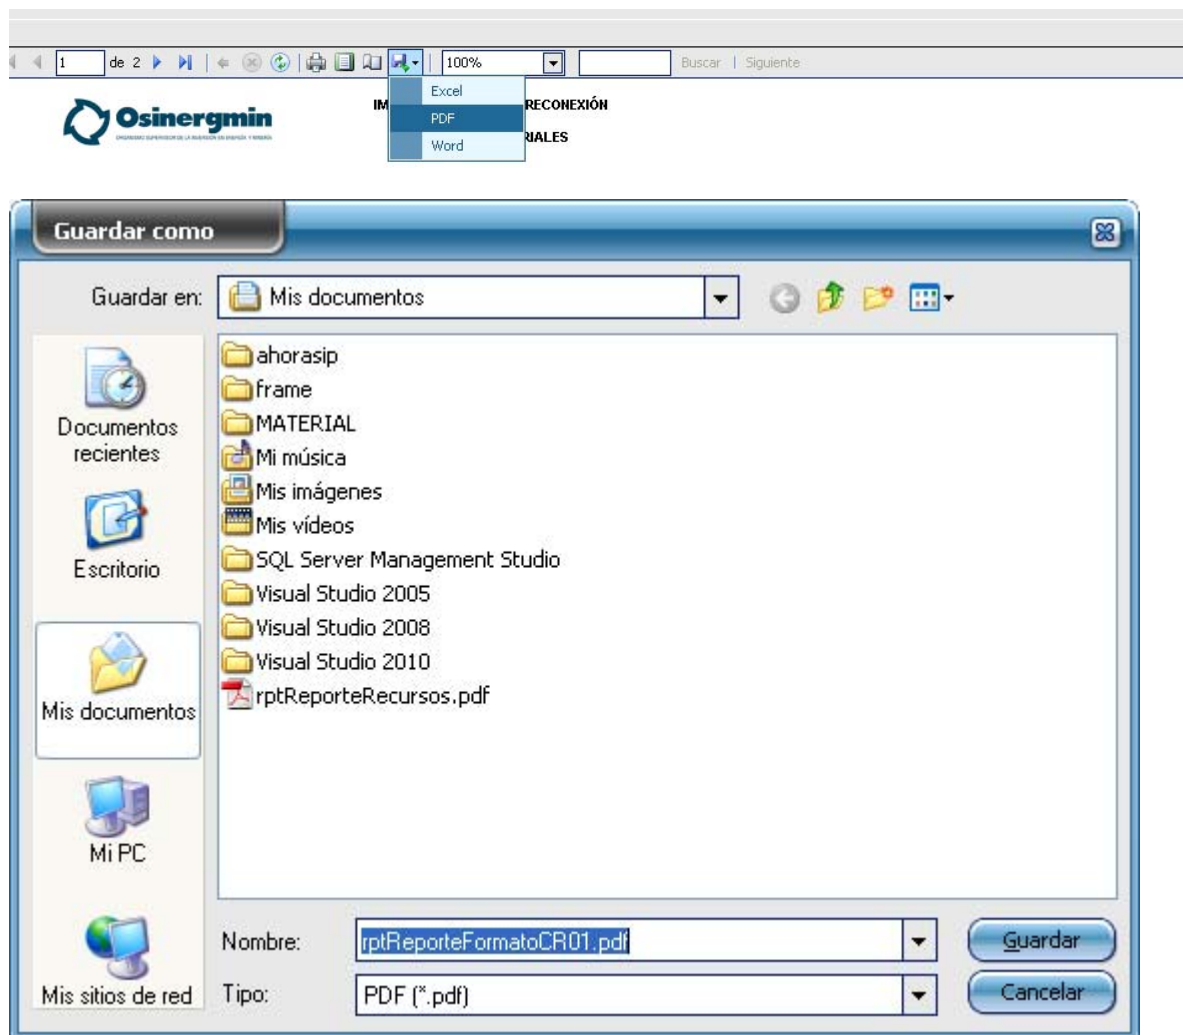 1 de 2 100% Buscar | Siguiente
Osinergmin
IM RECONEXIÓN
RIALES
Excel
PDF
Word
Guardar como
Guardar en: Mis documentos
Documentos
recientes
Escritorio
Mis documentos
Mi PC
Mis sitios de red
ahorasip
frame
MATERIAL
Mi música
Mis imágenes
Mis vídeos
SQL Server Management Studio
Visual Studio 2005
Visual Studio 2008
Visual Studio 2010
rptReporteRecursos.pdf
Nombre: rptReporteFormatoCR01.pdf Guardar
Tipo: PDF (*.pdf) Cancelar